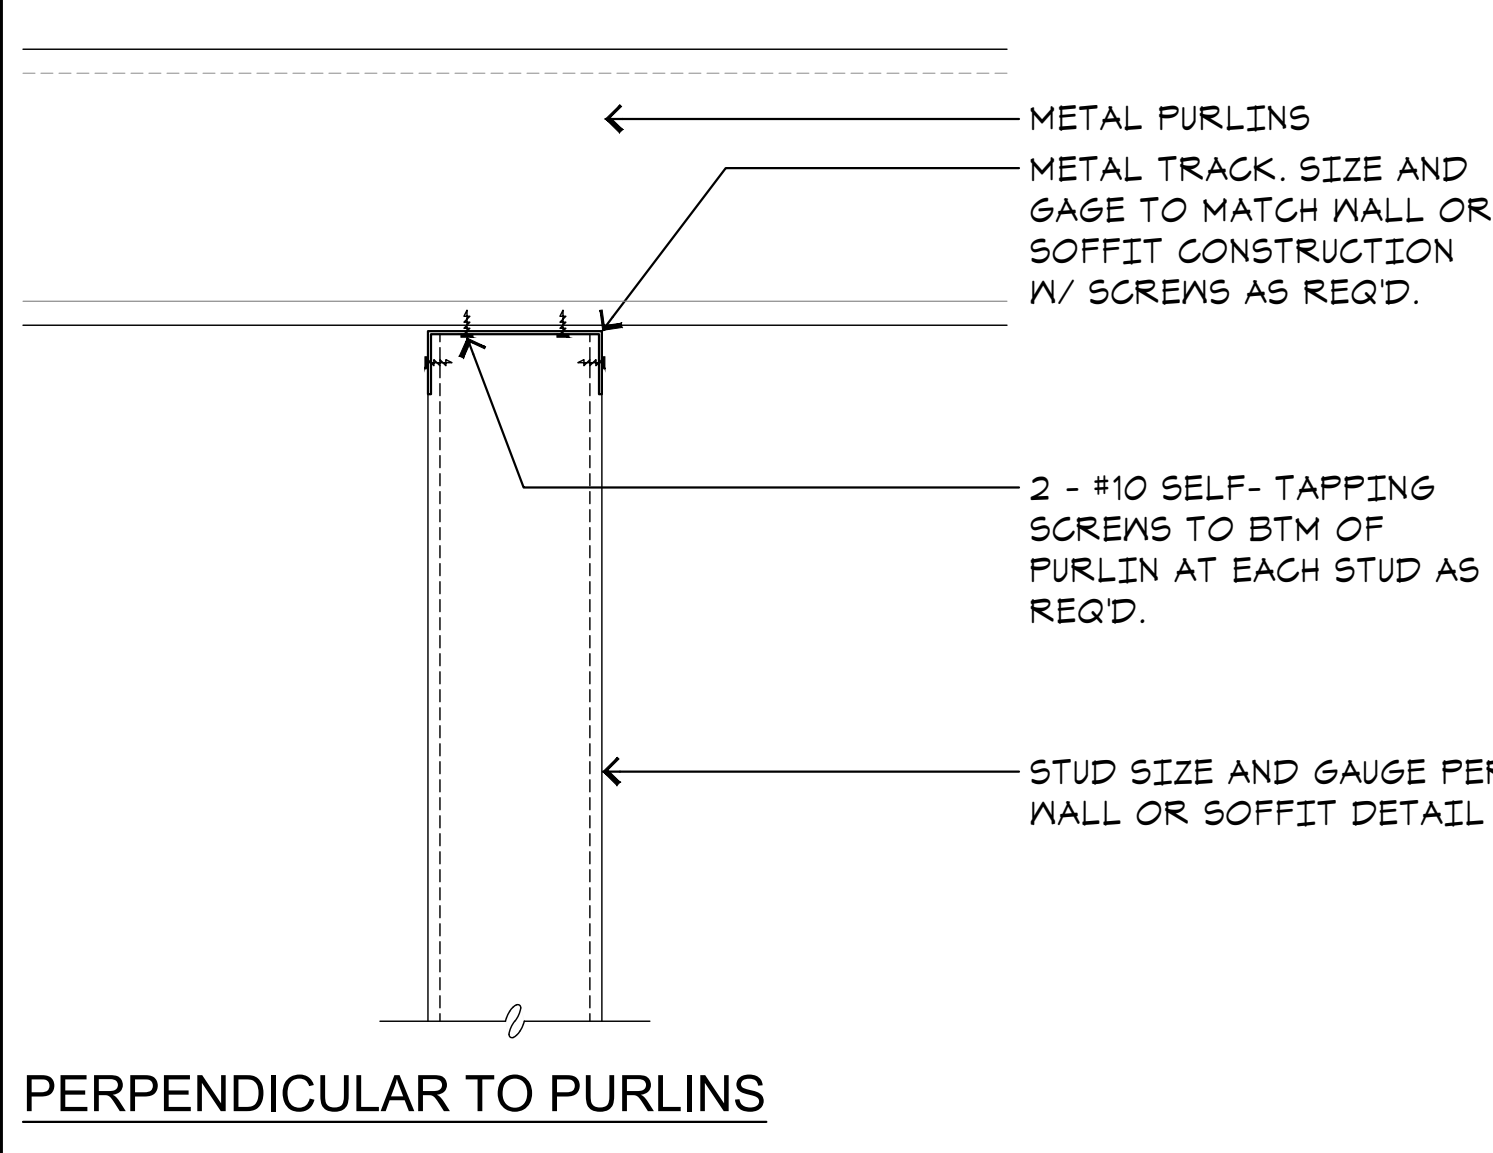 METAL PURLINS
METAL TRACK. SIZE AND
GAGE TO MATCH WALL OR
SOFFIT CONSTRUCTION
W/ SCREWS AS REQ'D.
2 - #10 SELF- TAPPING
SCREWS TO BTM OF
PURLIN AT EACH STUD AS
REQ'D.
STUD SIZE AND GAUGE PER
WALL OR SOFFIT DETAIL
PERPENDICULAR TO PURLINS